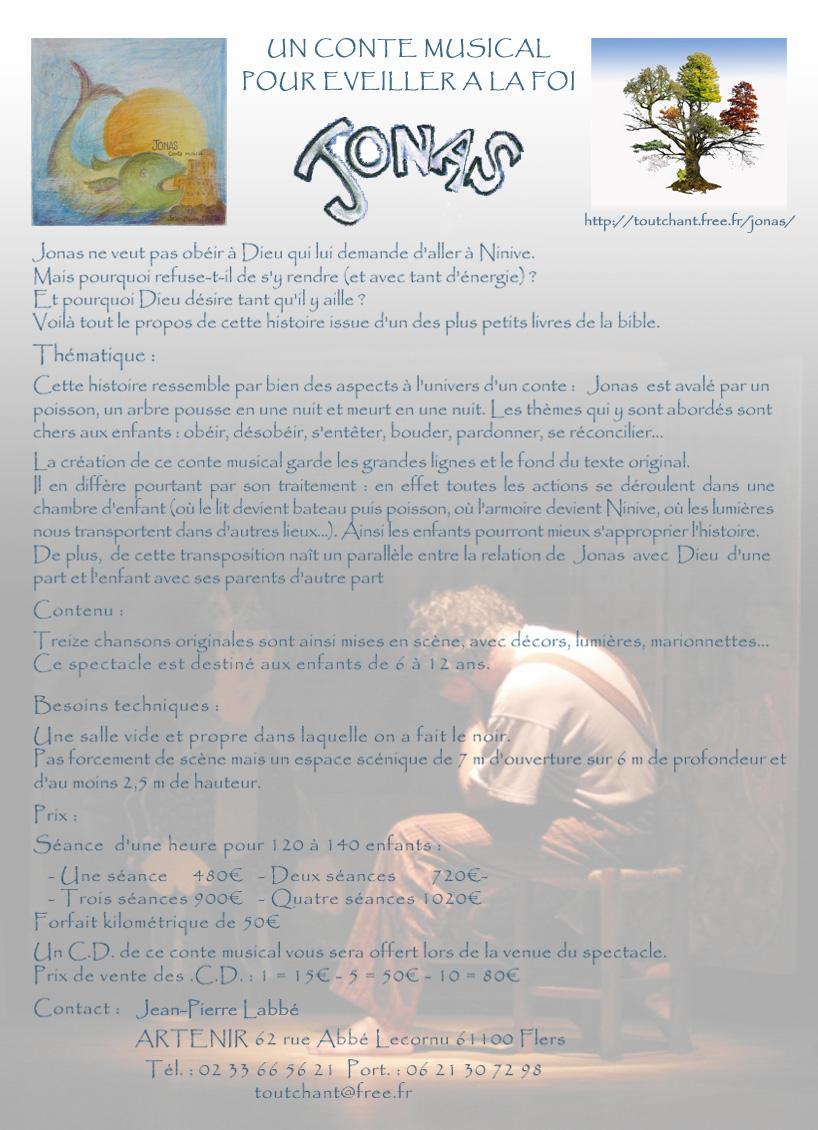 UN CONTE MUSICAL
POUR EVEILLER A LA FOI
JONAS
Conte musical
JONAS
http://toutchant.free.fr/jonas/
Jonas ne veut pas obéir à Dieu qui lui demande d'aller à Ninive.
Mais pourquoi refuse-t-il de s'y rendre (et avec tant d'énergie) ?
Et pourquoi Dieu désire tant qu'il y aille ?
Voilà tout le propos de cette histoire issue d'un des plus petits livres de la bible.
Thématique :
Cette histoire ressemble par bien des aspects à l'univers d'un conte : Jonas est avalé par un
poisson, un arbre pousse en une nuit et meurt en une nuit. Les thèmes qui y sont abordés sont
chers aux enfants : obéir, désobéir, s'entêter, bouder, pardonner, se réconcilier...
La création de ce conte musical garde les grandes lignes et le fond du texte original.
Il en diffère pourtant par son traitement : en effet toutes les actions se déroulent dans une
chambre d'enfant (où le lit devient bateau puis poisson, où l'armoire devient Ninive, où les lumières
nous transportent dans d'autres lieux...). Ainsi les enfants pourront mieux s'approprier l'histoire.
De plus, de cette transposition naît un parallèle entre la relation de Jonas avec Dieu d'une
part et l'enfant avec ses parents d'autre part
Contenu :
Treize chansons originales sont ainsi mises en scène, avec décors, lumières, marionnettes...
Ce spectacle est destiné aux enfants de 6 à 12 ans.
Besoins techniques :
Une salle vide et propre dans laquelle on a fait le noir.
Pas forcement de scène mais un espace scénique de 7 m d'ouverture sur 6 m de profondeur et
d'au moins 2,5 m de hauteur.
Prix :
Séance d'une heure pour 120 à 140 enfants :
- Une séance 480€ - Deux séances 720€-
- Trois séances 900€ - Quatre séances 1020€
Forfait kilométrique de 50€
Un C.D. de ce conte musical vous sera offert lors de la venue du spectacle.
Prix de vente des .C.D. : 1 = 15€ - 5 = 50€ - 10 = 80€
Contact : Jean-Pierre Labbé
ARTENIR 62 rue Abbé Lecornu 61100 Flers
Tél. : 02 33 66 56 21 Port. : 06 21 30 72 98
toutchant@free.fr